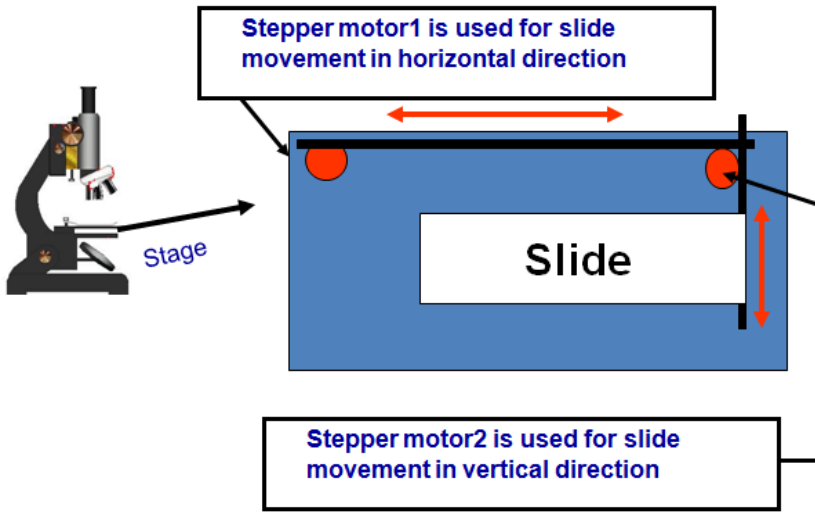 Stepper motor1 is used for slide
movement in horizontal direction
Stage
Slide
Stepper motor2 is used for slide
movement in vertical direction